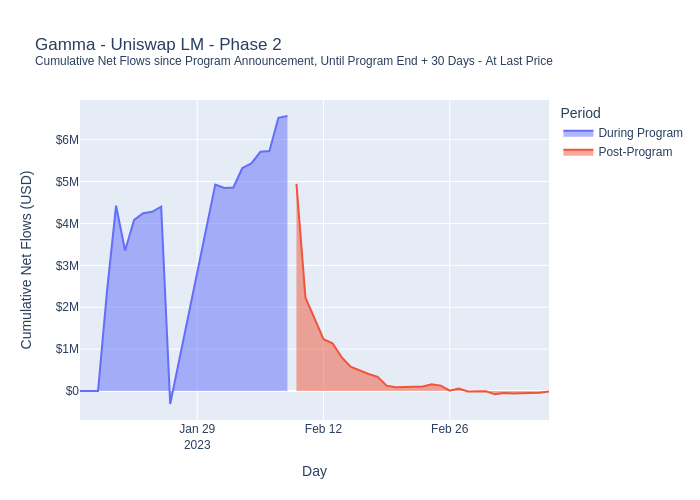 Gamma - Uniswap LM - Phase 2
Cumulative Net Flows since Program Announcement, Until Program End + 30 Days - At Last Price
Period
During Program
Post-Program
Cumulative Net Flows (USD)
$6M
$5M
$4M
$3M
$2M
$1M
$0
Jan 29
2023
Feb 12
Feb 26
Day